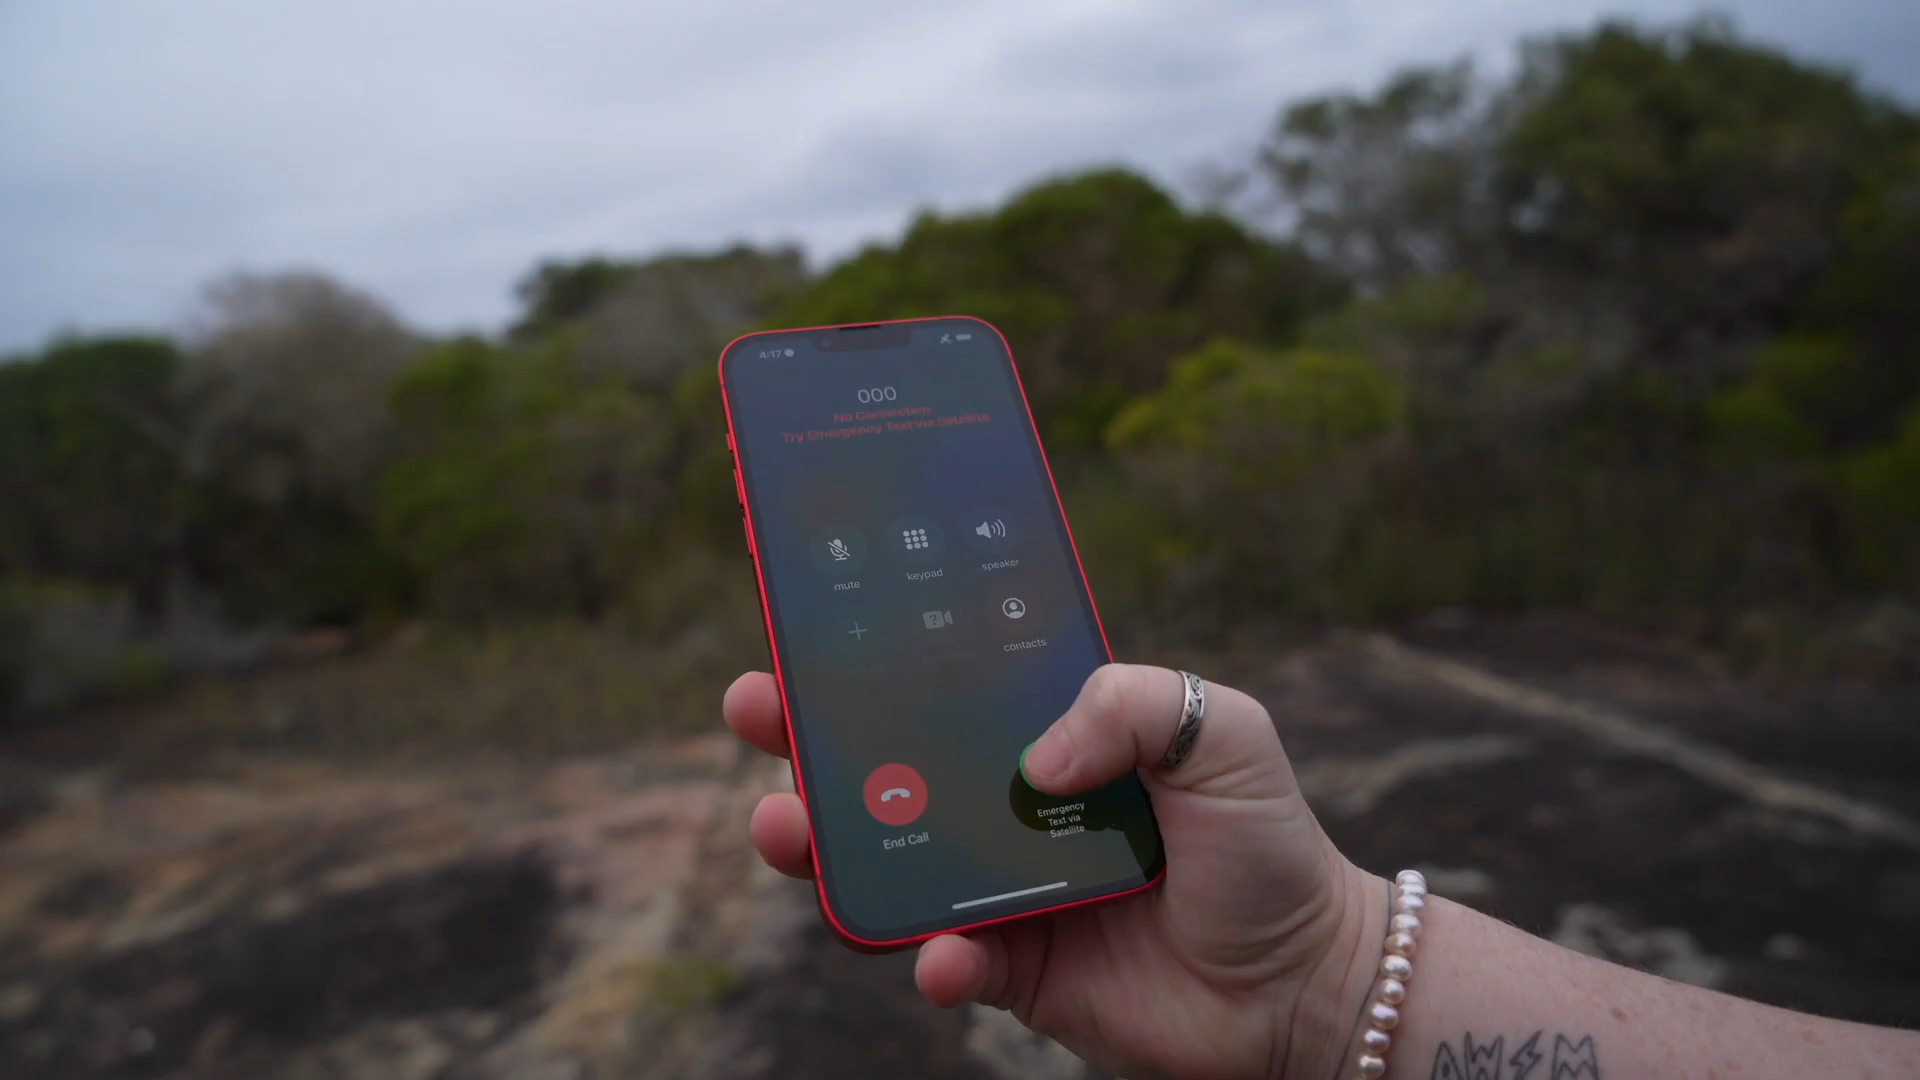 4:17
000
No Connection
Try Emergency Text via Satellite
mute
keypad
speaker
contacts
End Call
Emergency
Text via
Satellite